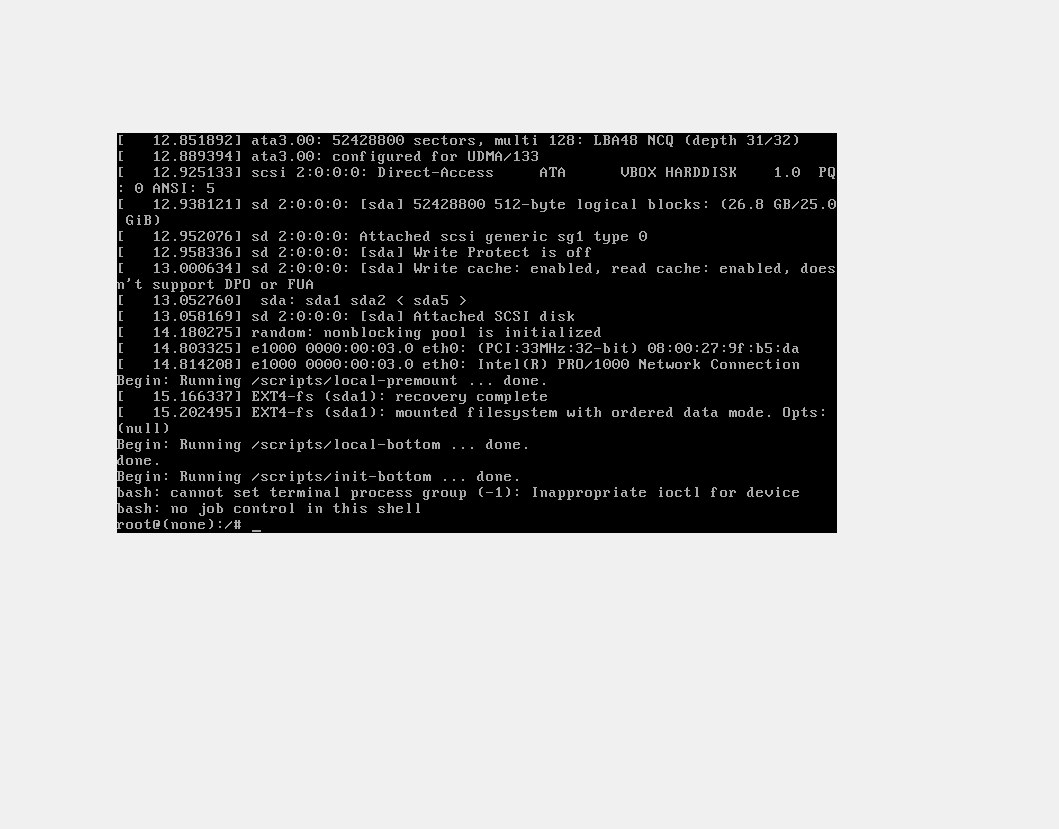 [   12.851892] ata3.00: 52428800 sectors, multi 128: LBA48 NCQ (depth 31/32)
[   12.889394] ata3.00: configured for UDMA/133
[   12.925133] scsi 2:0:0:0: Direct-Access     ATA      VBOX HARDDISK    1.0  PQ
: 0 ANSI: 5
[   12.938121] sd 2:0:0:0: [sda] 52428800 512-byte logical blocks: (26.8 GB/25.0
 GiB)
[   12.952076] sd 2:0:0:0: Attached scsi generic sg1 type 0
[   12.958336] sd 2:0:0:0: [sda] Write Protect is off
[   13.000634] sd 2:0:0:0: [sda] Write cache: enabled, read cache: enabled, does
n't support DPO or FUA
[   13.052760]  sda: sda1 sda2 < sda5 >
[   13.058169] sd 2:0:0:0: [sda] Attached SCSI disk
[   14.180275] random: nonblocking pool is initialized
[   14.803325] e1000 0000:00:03.0 eth0: (PCI:33MHz:32-bit) 08:00:27:9f:b5:da
[   14.814208] e1000 0000:00:03.0 eth0: Intel(R) PRO/1000 Network Connection
Begin: Running /scripts/local-premount ... done.
[   15.166337] EXT4-fs (sda1): recovery complete
[   15.202495] EXT4-fs (sda1): mounted filesystem with ordered data mode. Opts:
(null)
Begin: Running /scripts/local-bottom ... done.
done.
Begin: Running /scripts/init-bottom ... done.
bash: cannot set terminal process group (-1): Inappropriate ioctl for device
bash: no job control in this shell
root@(none):/# _